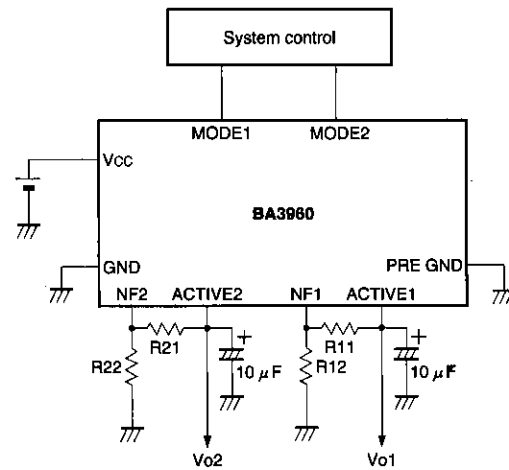 System control
MODE1 MODE2
Vcc
BA3960
GND PRE GND
NF2 ACTIVE2 NF1 ACTIVE1
+ +
R21 R11
R22 10 μF R12 10 μF
Vo2 Vo1